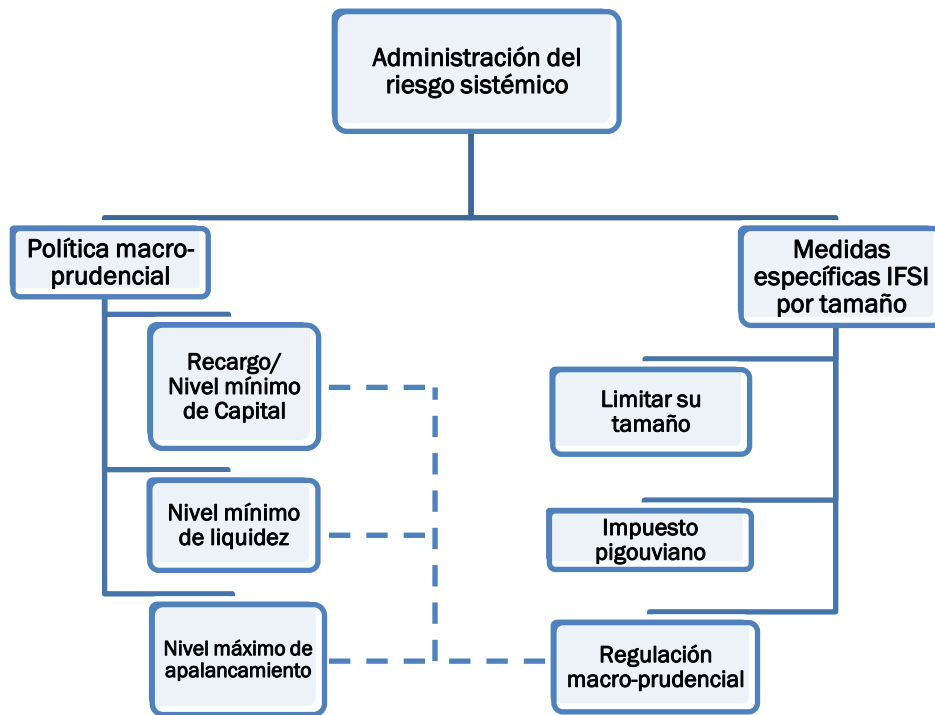 Administración del
riesgo sistémico
Política macro-
prudencial
Recargo/
Nivel mínimo
de Capital
Nivel mínimo
de liquidez
Nivel máximo de
apalancamiento
Medidas
específicas IFSI
por tamaño
Limitar su
tamaño
Impuesto
pigouviano
Regulación
macro-prudencial